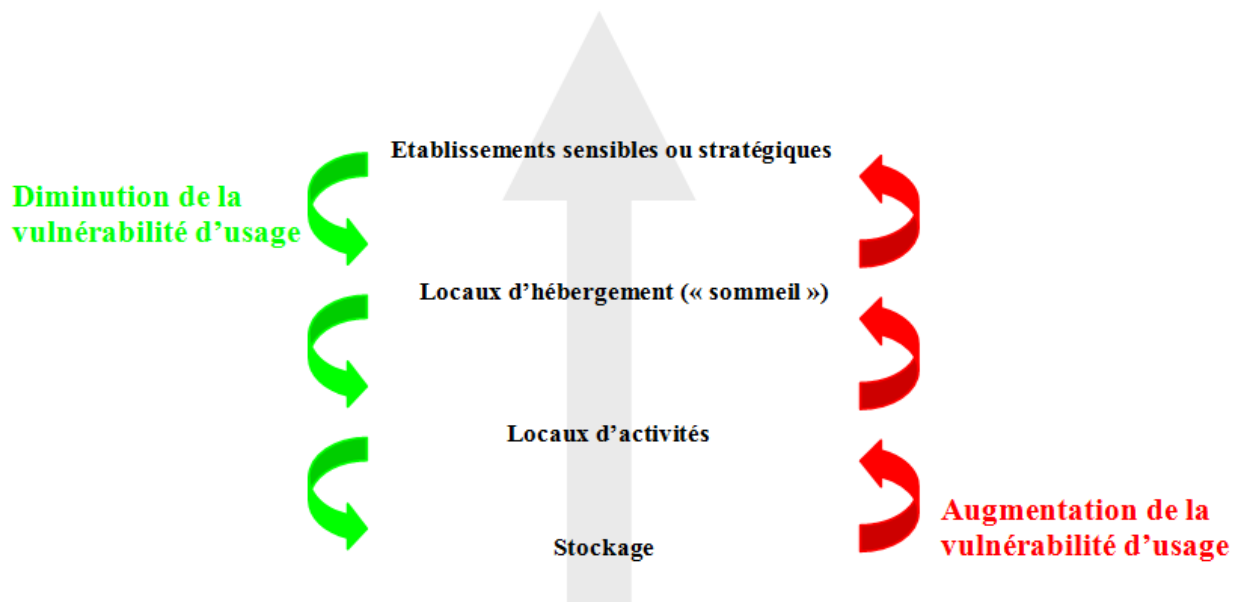 Etablissements sensibles ou stratégiques
Diminution de la
vulnérabilité d’usage
Locaux d’hébergement (« sommeil »)
Locaux d’activités
Stockage
Augmentation de la
vulnérabilité d’usage